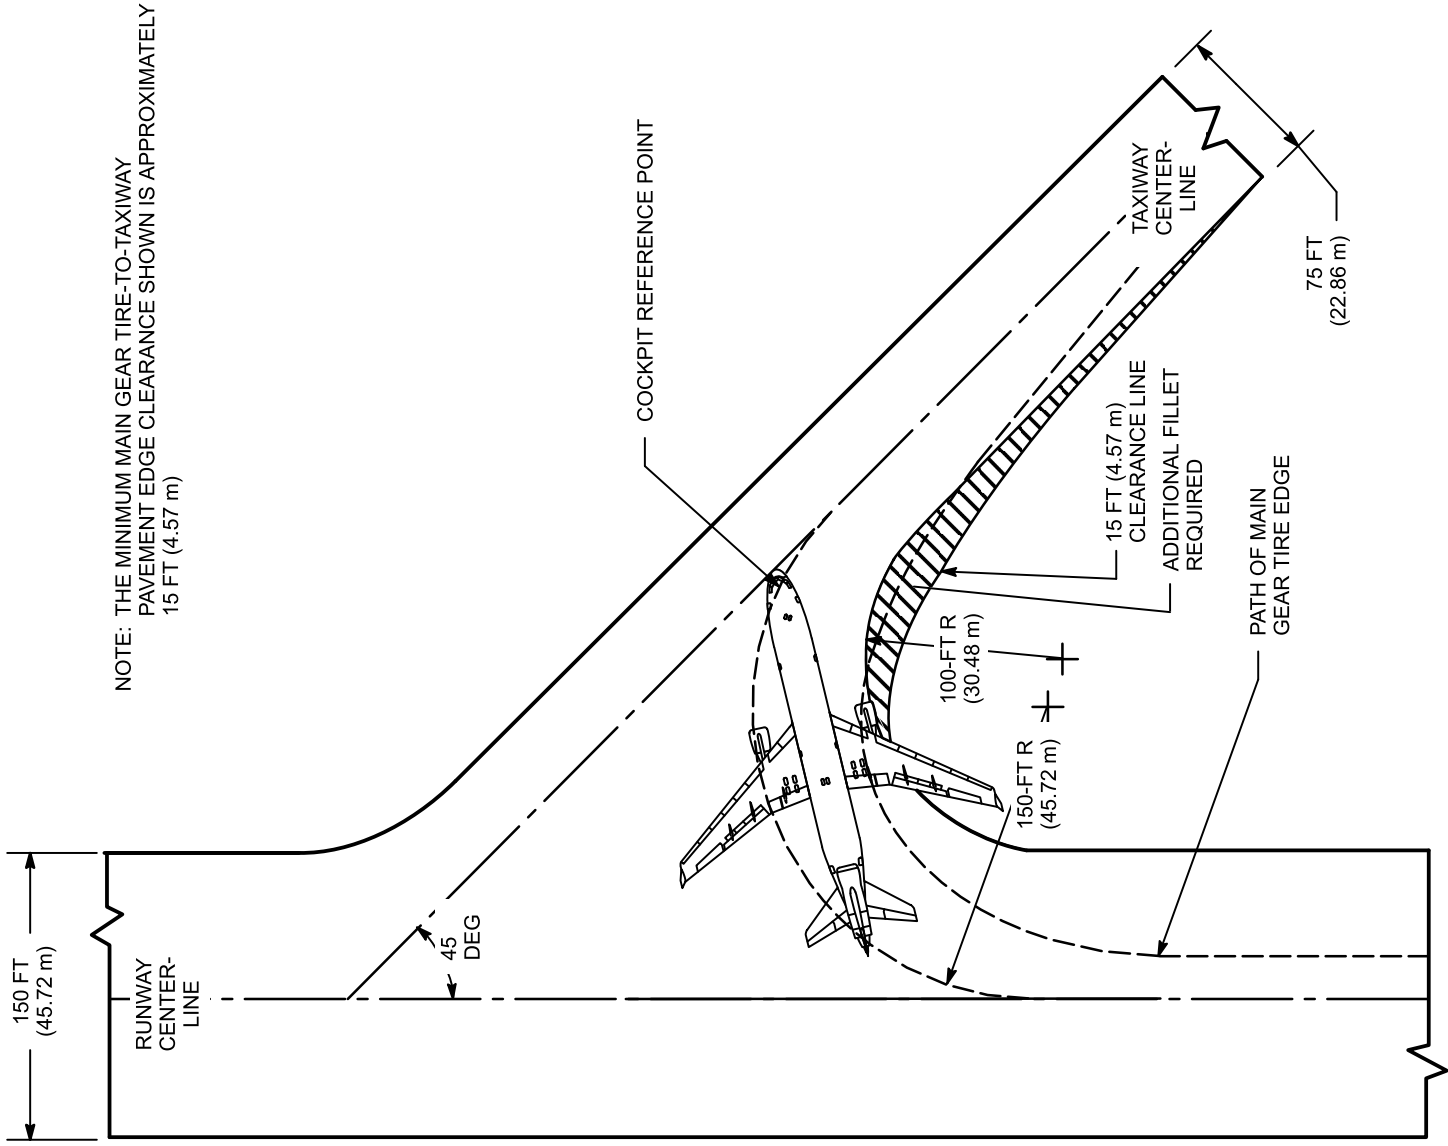 NOTE: THE MINIMUM MAIN GEAR TIRE-TO-TAXIWAY
PAVEMENT EDGE CLEARANCE SHOWN IS APPROXIMATELY
15 FT (4.57 m)
150 FT
(45.72 m)
RUNWAY
CENTER-
LINE
45
DEG
COCKPIT REFERENCE POINT
100-FT R
(30.48 m)
150-FT R
(45.72 m)
15 FT (4.57 m)
CLEARANCE LINE
ADDITIONAL FILLET
REQUIRED
PATH OF MAIN
GEAR TIRE EDGE
TAXIWAY
CENTER-
LINE
75 FT
(22.86 m)